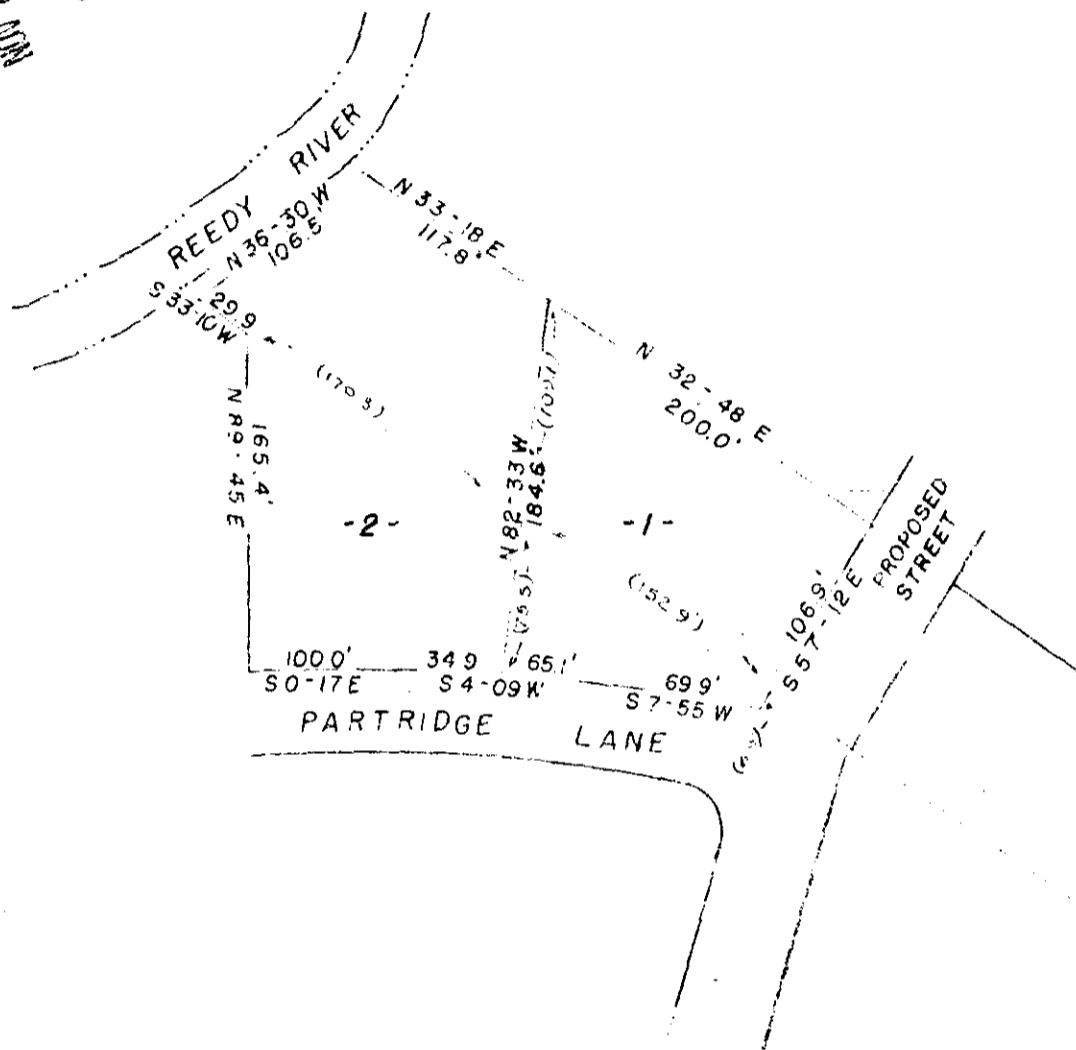 REEDY RIVER
N 36-30 W
106.5'
N 33-18 E
117.8'
29.9
S 33-10 W
(170.3)
N 32-48 E
200.0'
165.4'
N 89-45 E
N 82-33 W
184.6'
-2-
-1-
(152.9')
106.9'
S 57-12 E
PROPOSED
STREET
100.0'
S 0-17 E
34.9
65.1'
S 4-09 W
69.9'
S 7-55 W
PARTRIDGE LANE